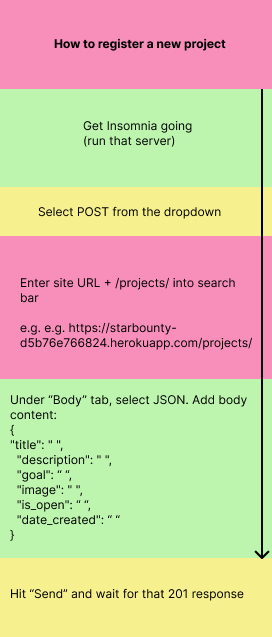 How to register a new project
Get Insomnia going
(run that server)
Select POST from the dropdown
Enter site URL + /projects/ into search
bar
e.g. e.g. https://starbounty-
d5b76e766824.herokuapp.com/projects/
Under “Body” tab, select JSON. Add body
content:
{
"title": " ",
"description": " ",
"goal": “ “,
"image": " ",
"is_open": “ “,
"date_created": “ “
}
Hit “Send” and wait for that 201 response